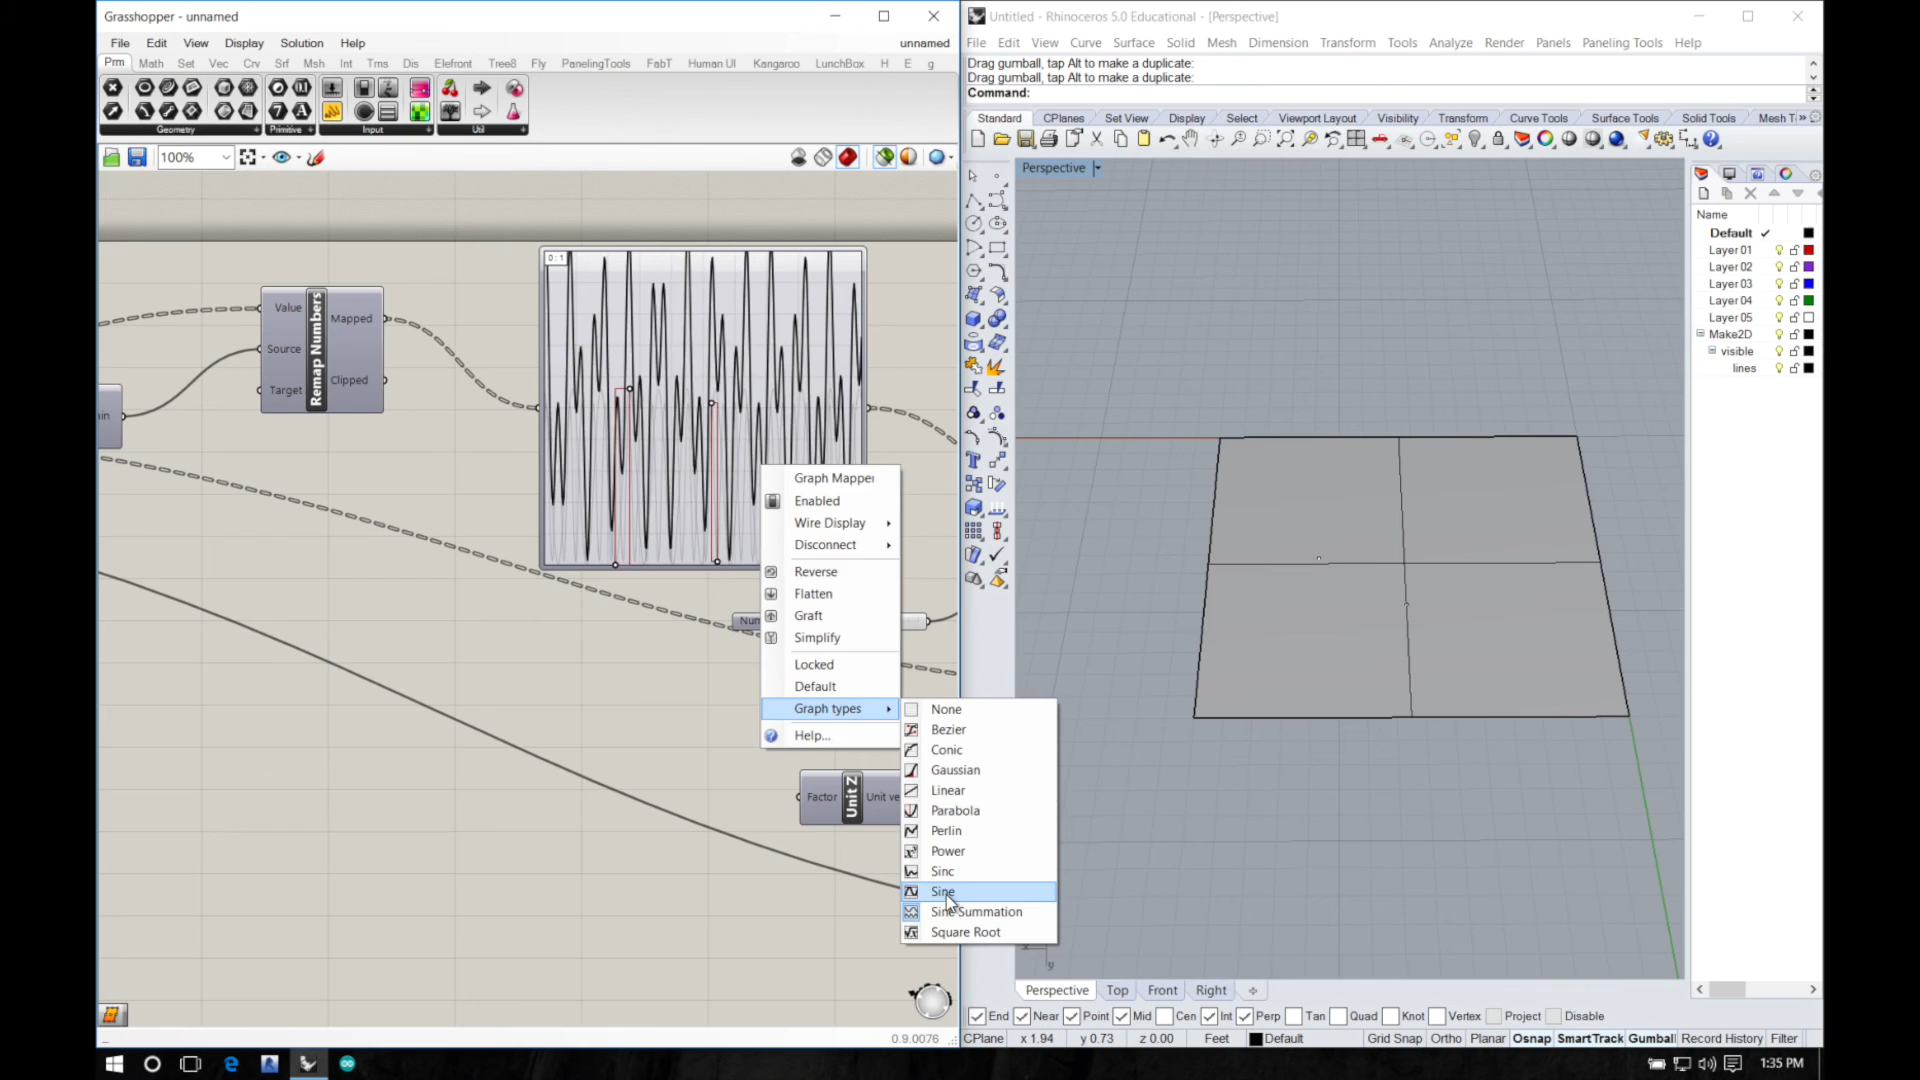 Grasshopper - unnamed
File Edit View Display Solution Help
unnamed
Prm Math Set Vec Crv Srf Msh Int Tms Dis Elefront Tree8 Fly PanelingTools FabT Human UI Kangaroo LunchBox H E g
Geometry Primitive Input Util
100%
0 : 1
Value
Source
Target
Remap Numbers
Mapped
Clipped
ain
Num
Factor
Unit Z
Unit ve
Graph Mapper
Enabled
Wire Display
Disconnect
Reverse
Flatten
Graft
Simplify
Locked
Default
Graph types
Help...
None
Bezier
Conic
Gaussian
Linear
Parabola
Perlin
Power
Sinc
Sine
Sine Summation
Square Root
0.9.0076
Untitled - Rhinoceros 5.0 Educational - [Perspective]
File Edit View Curve Surface Solid Mesh Dimension Transform Tools Analyze Render Panels Paneling Tools Help
Drag gumball, tap Alt to make a duplicate:
Drag gumball, tap Alt to make a duplicate:
Command:
Standard CPlanes Set View Display Select Viewport Layout Visibility Transform Curve Tools Surface Tools Solid Tools Mesh T
Perspective
Name
Default
Layer 01
Layer 02
Layer 03
Layer 04
Layer 05
Make2D
visible
lines
y
Perspective Top Front Right
End Near Point Mid Cen Int Perp Tan Quad Knot Vertex Project Disable
CPlane x 1.94 y 0.73 z 0.00 Feet Default Grid Snap Ortho Planar Osnap SmartTrack Gumball Record History Filter
1:35 PM